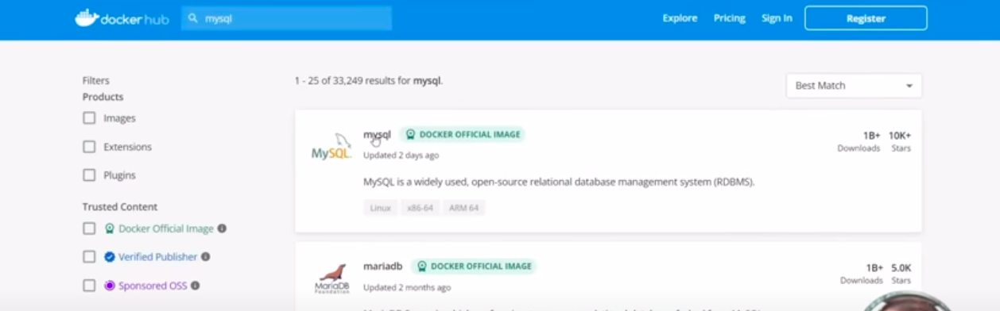 dockerhub
mysql
Explore
Pricing
Sign In
Register
Filters
Products
Images
Extensions
Plugins
Trusted Content
Docker Official Image
Verified Publisher
Sponsored OSS
1 - 25 of 33,249 results for mysql.
Best Match
MySQL
mysql
DOCKER OFFICIAL IMAGE
1B+ 10K+
Downloads Stars
Updated 2 days ago
MySQL is a widely used, open-source relational database management system (RDBMS).
Linux x86-64 ARM 64
MariaDB
Foundation
mariadb
DOCKER OFFICIAL IMAGE
1B+ 5.0K
Downloads Stars
Updated 2 months ago